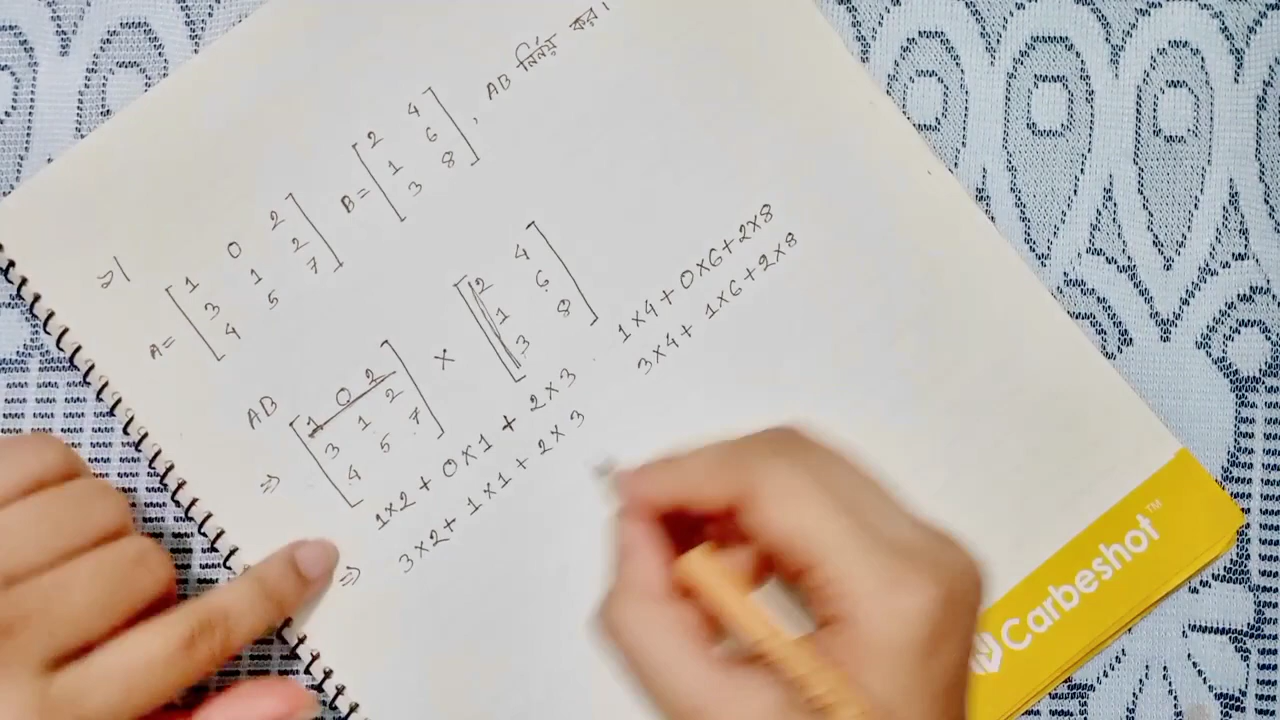 ২।
A = [ 1 0 2
3 1 2
4 5 7 ] B = [ 2 4
1 6
3 8 ] , AB নির্ণয় কর।
AB
⇒ [ 1 0 2
3 1 2
4 5 7 ] × [ 2 4
1 6
3 8 ]
⇒ 1×2 + 0×1 + 2×3 1×4 + 0×6 + 2×8
3×2 + 1×1 + 2×3 3×4 + 1×6 + 2×8
Carbeshot™